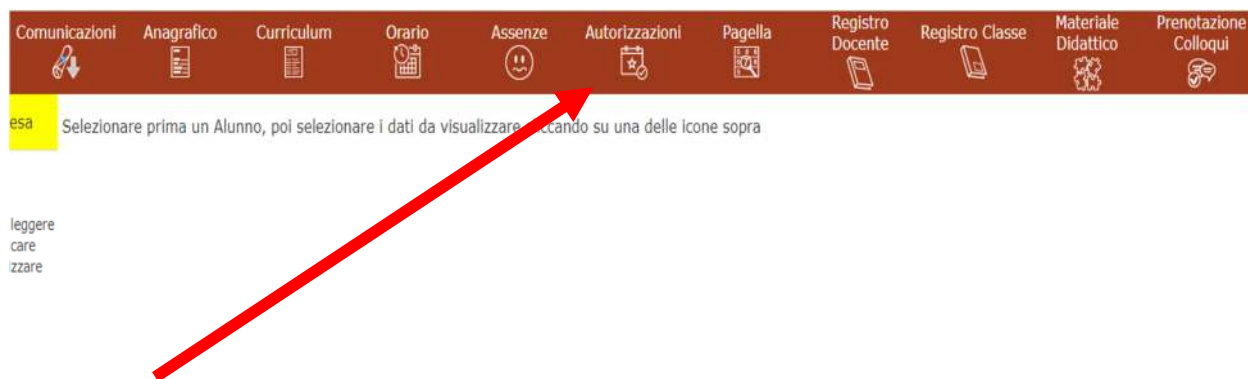 Comunicazioni Anagrafico Curriculum Orario Assenze Autorizzazioni Pagella Registro Docente Registro Classe Materiale Didattico Prenotazione Colloqui
esa Selezionare prima un Alunno, poi selezionare i dati da visualizzare ccando su una delle icone sopra
leggere
care
zzare